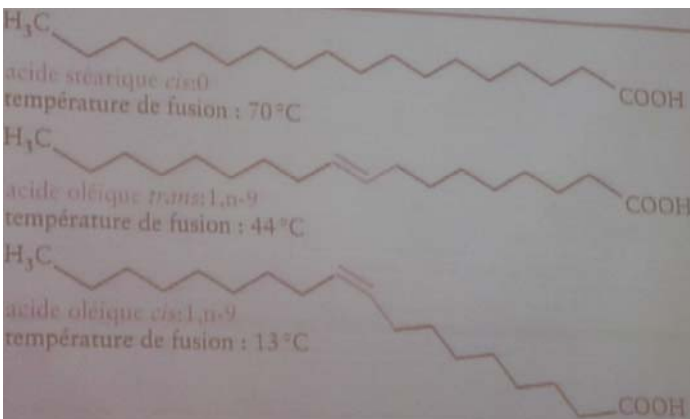 H₃C
acide stéarique cis:0
COOH
température de fusion : 70 °C
H₃C
acide oléique trans:1,n-9
COOH
température de fusion : 44 °C
H₃C
acide oléique cis:1,n-9
température de fusion : 13 °C
COOH